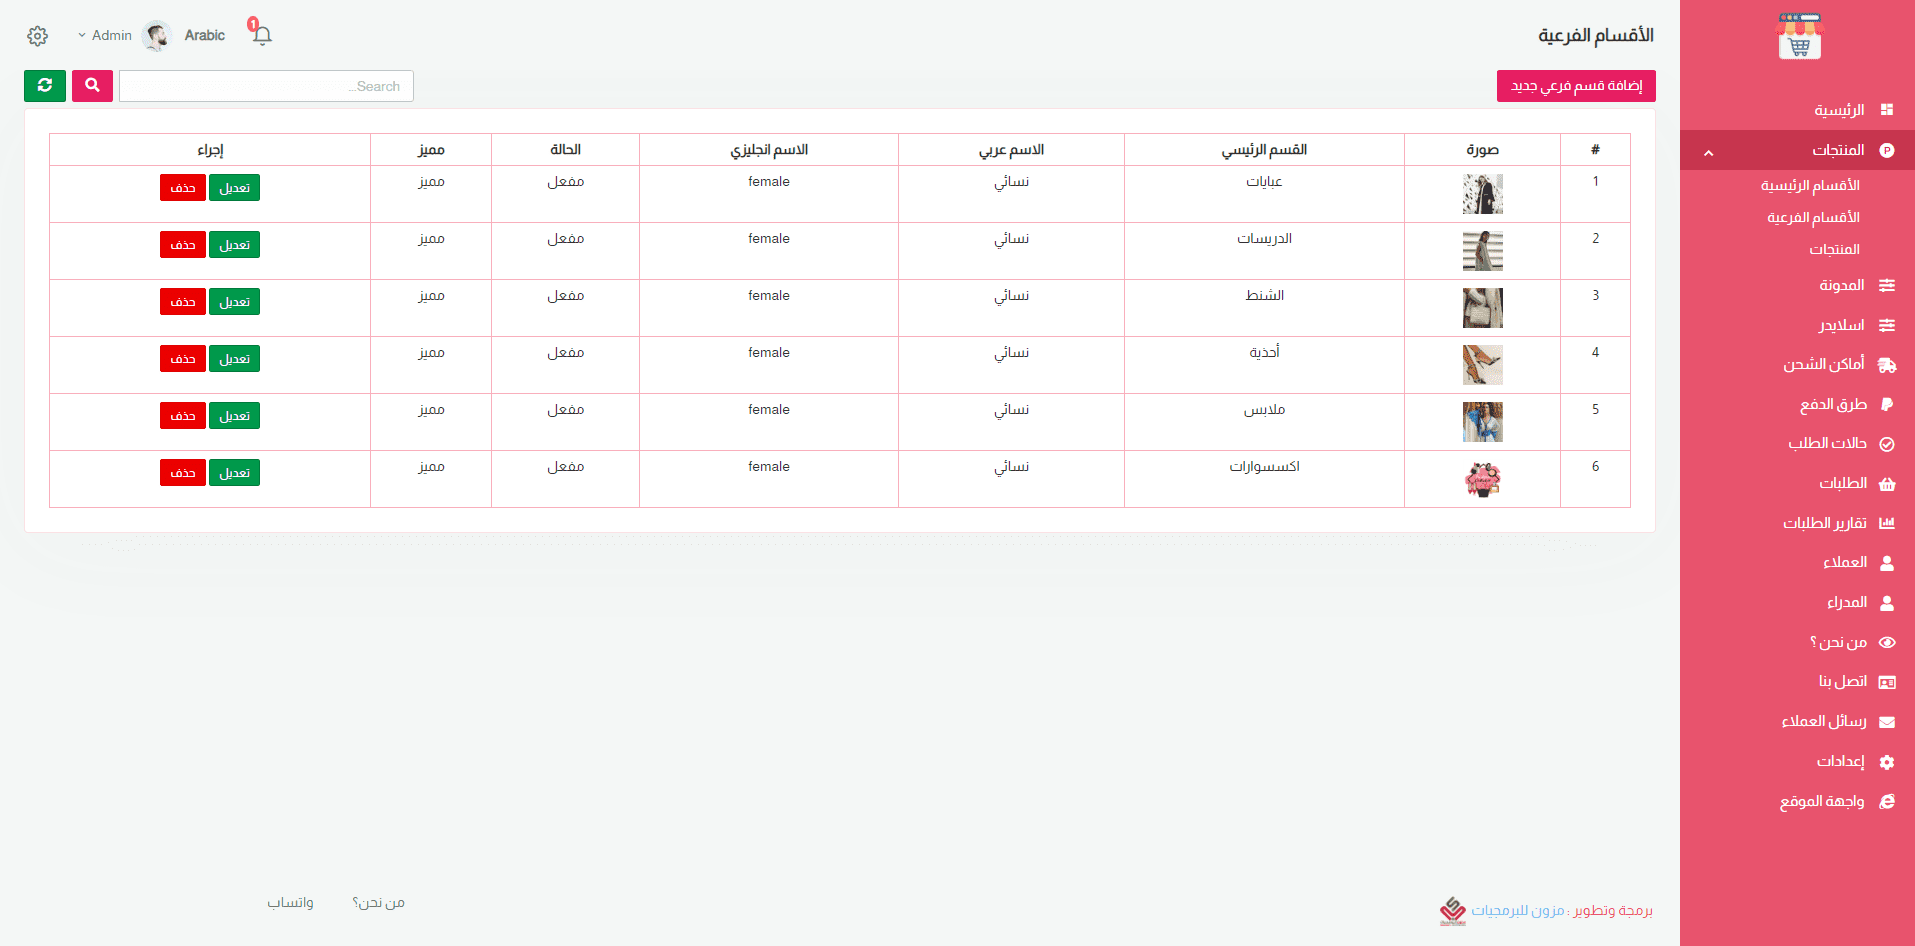 الأقسام الفرعية
1
Arabic
Admin
إضافة قسم فرعي جديد
Search...
# صورة القسم الرئيسي الاسم عربي الاسم انجليزي الحالة مميز إجراء
1 عبايات نسائي female مفعل مميز تعديل حذف
2 الدريسات نسائي female مفعل مميز تعديل حذف
3 الشنط نسائي female مفعل مميز تعديل حذف
4 أحذية نسائي female مفعل مميز تعديل حذف
5 ملابس نسائي female مفعل مميز تعديل حذف
6 اكسسوارات نسائي female مفعل مميز تعديل حذف
الرئيسية
المنتجات
الأقسام الرئيسية
الأقسام الفرعية
المنتجات
المدونة
اسلايدر
أماكن الشحن
طرق الدفع
حالات الطلب
الطلبات
تقارير الطلبات
العملاء
المدراء
من نحن ؟
اتصل بنا
رسائل العملاء
إعدادات
واجهة الموقع
برمجة وتطوير : مزون للبرمجيات
من نحن؟
واتساب